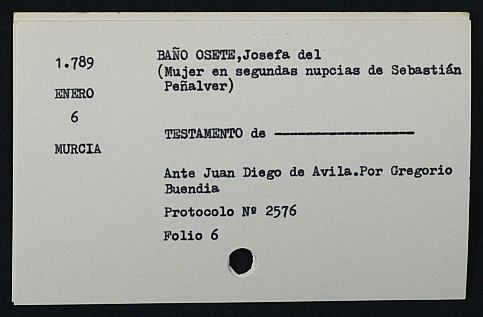 1.789
ENERO
6
MURCIA
BAÑO OSETE,Josefa del
(Mujer en segundas nupcias de Sebastián
Peñalver)
TESTAMENTO de --------------------
Ante Juan Diego de Avila.Por Gregorio
Buendia
Protocolo Nº 2576
Folio 6